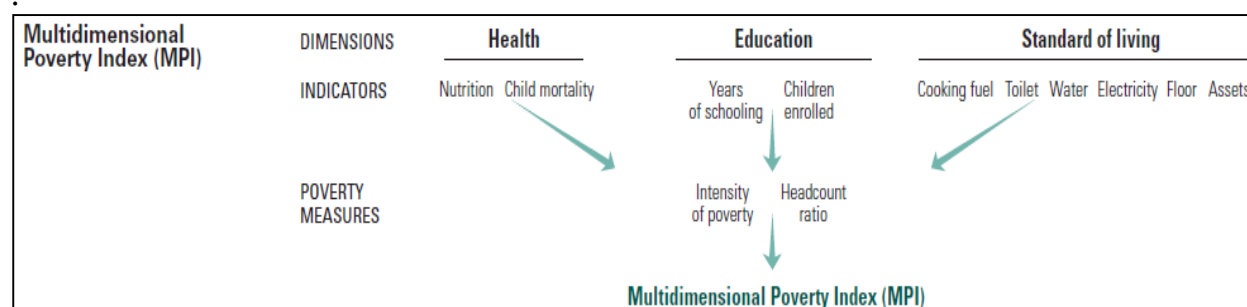 Multidimensional
Poverty Index (MPI)
DIMENSIONS Health Education Standard of living
INDICATORS Nutrition Child mortality Years of schooling Children enrolled Cooking fuel Toilet Water Electricity Floor Assets
POVERTY
MEASURES
Intensity of poverty Headcount ratio
Multidimensional Poverty Index (MPI)